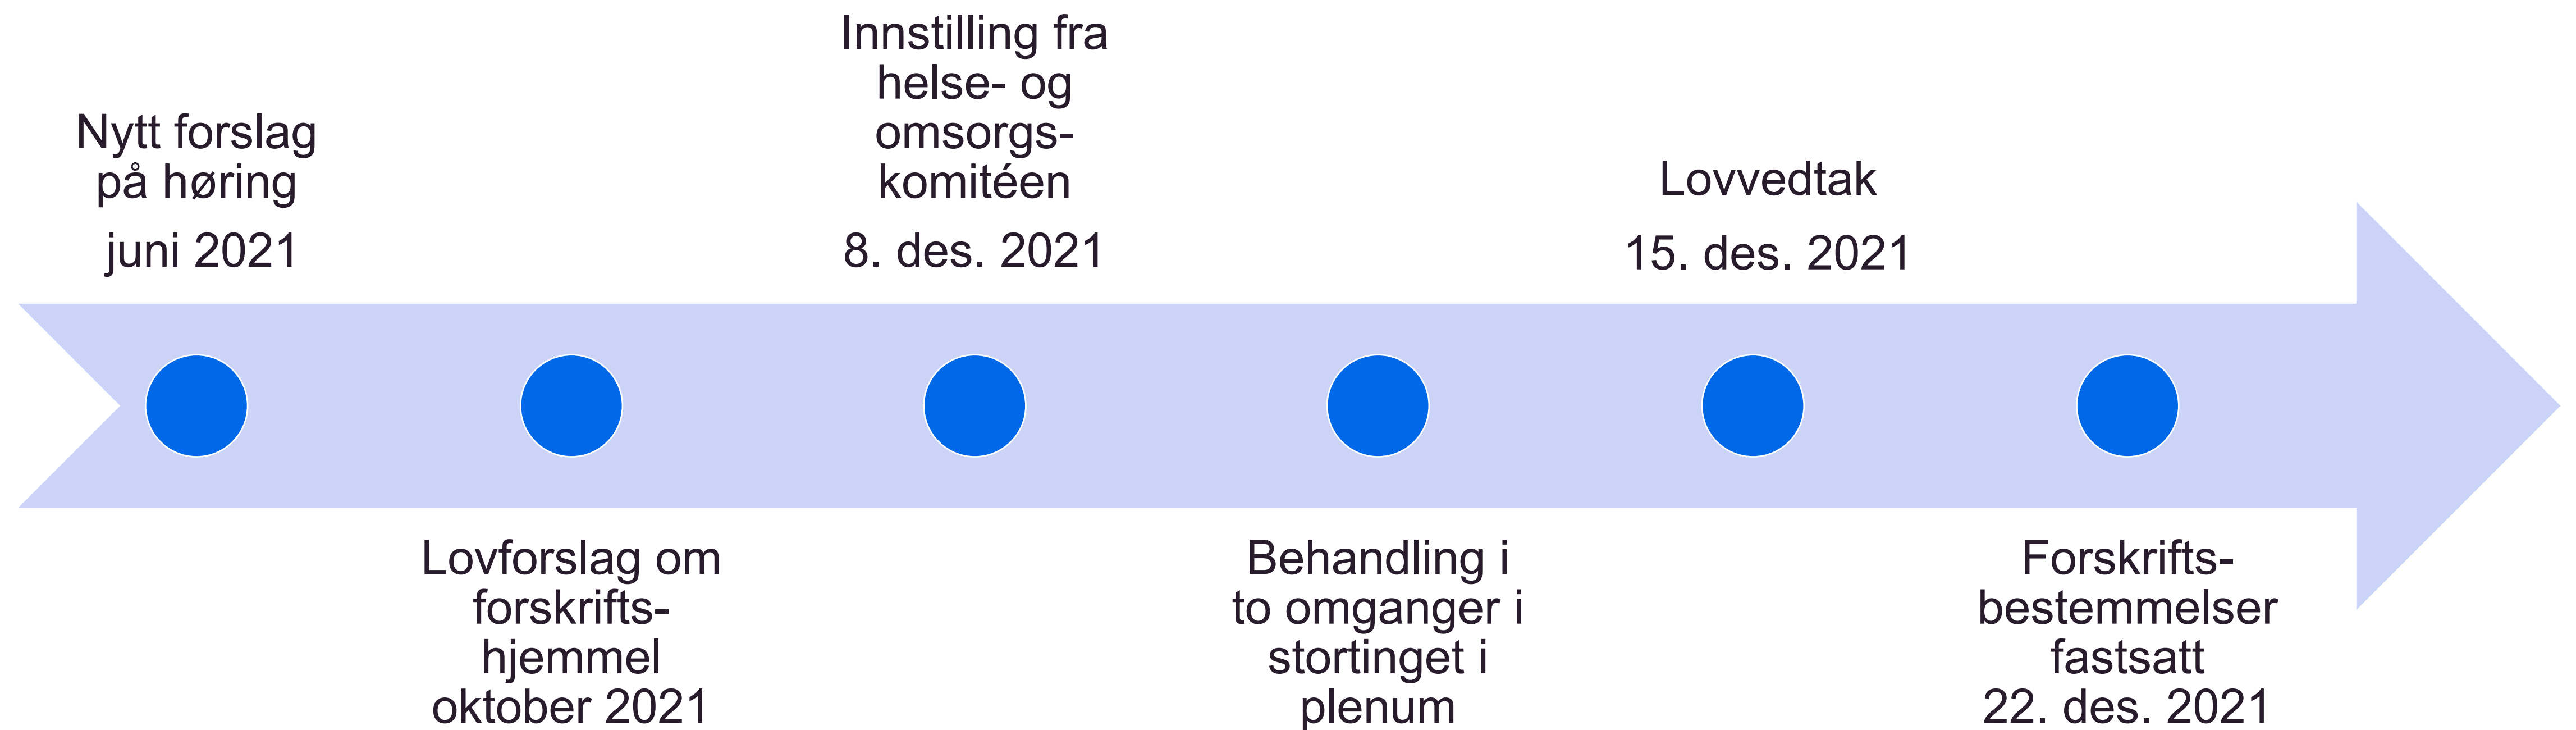 Nytt forslag
på høring
juni 2021
Lovforslag om
forskrifts-
hjemmel
oktober 2021
Innstilling fra
helse- og
omsorgs-
komitéen
8. des. 2021
Behandling i
to omganger i
stortinget i
plenum
Lovvedtak
15. des. 2021
Forskrifts-
bestemmelser
fastsatt
22. des. 2021